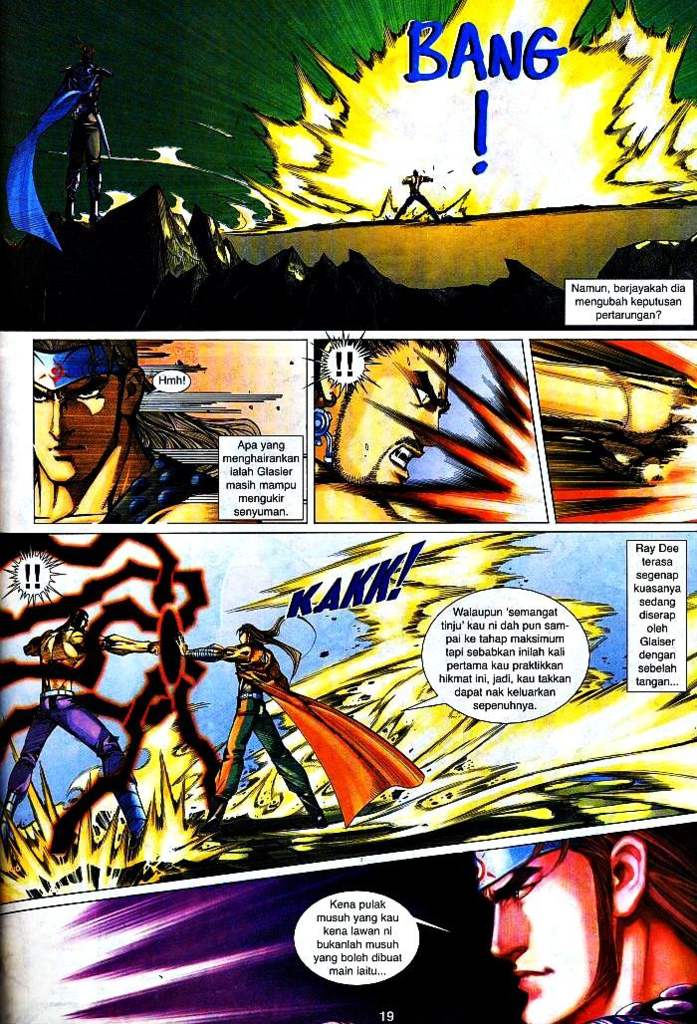 BANG
!
Namun, berjayakah dia
mengubah keputusan
pertarungan?
Hmh!
Apa yang
menghairankan
ialah Glasier
masih mampu
mengukir
senyuman.
!!
!!
KAKK!
Walaupun ‘semangat
tinju’ kau ni dah pun sam-
pai ke tahap maksimum
tapi sebabkan inilah kali
pertama kau praktikkan
hikmat ini, jadi, kau takkan
dapat nak keluarkan
sepenuhnya.
Ray Dee
terasa
segenap
kuasanya
sedang
diserap
oleh
Glaiser
dengan
sebelah
tangan...
Kena pulak
musuh yang kau
kena lawan ni
bukanlah musuh
yang boleh dibuat
main iaitu...
19